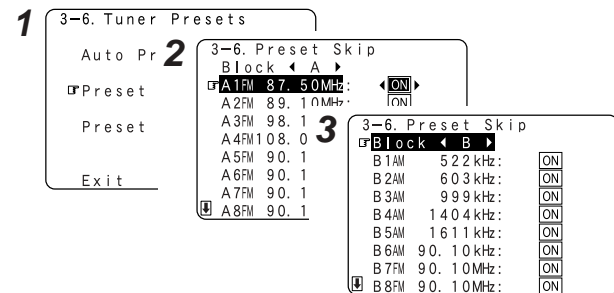 1
3-6. Tuner Presets
Auto Pr
☞Preset
Preset
Exit
2
3-6. Preset Skip
Block ◀ A ▶
☞A1FM 87. 50MHz: ◀ON▶
A2FM 89. 10MHz: ON
A3FM 98. 1
A4FM108. 0
A5FM 90. 1
A6FM 90. 1
A7FM 90. 1
A8FM 90. 1
3
3-6. Preset Skip
☞Block ◀ B ▶
B1AM 522kHz: ON
B2AM 603kHz: ON
B3AM 999kHz: ON
B4AM 1404kHz: ON
B5AM 1611kHz: ON
B6AM 90. 10kHz: ON
B7FM 90. 10MHz: ON
B8FM 90. 10MHz: ON